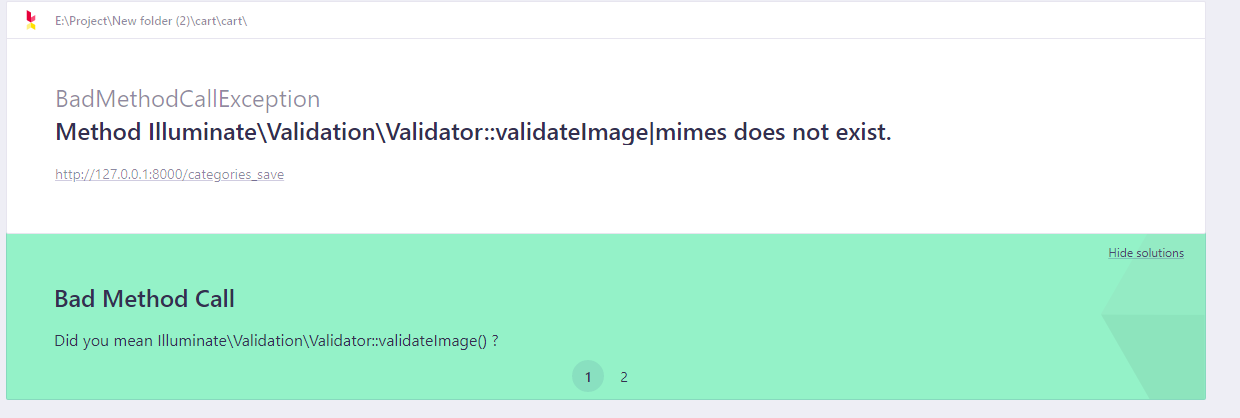 E:\Project\New folder (2)\cart\cart\
BadMethodCallException
Method Illuminate\Validation\Validator::validateImage|mimes does not exist.
http://127.0.0.1:8000/categories_save
Hide solutions
Bad Method Call
Did you mean Illuminate\Validation\Validator::validateImage() ?
1 2